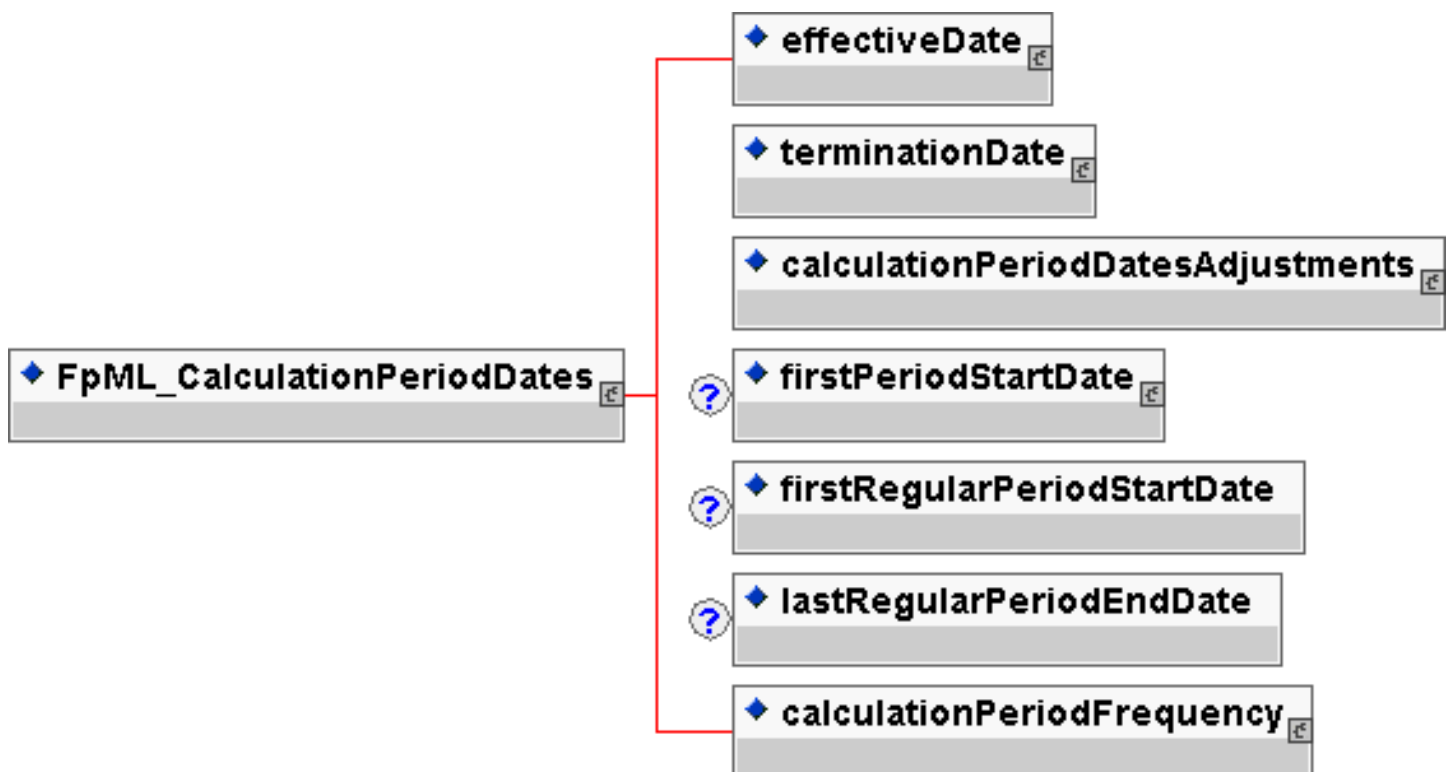 effectiveDate
terminationDate
calculationPeriodDatesAdjustments
FpML_CalculationPeriodDates
? firstPeriodStartDate
? firstRegularPeriodStartDate
? lastRegularPeriodEndDate
calculationPeriodFrequency